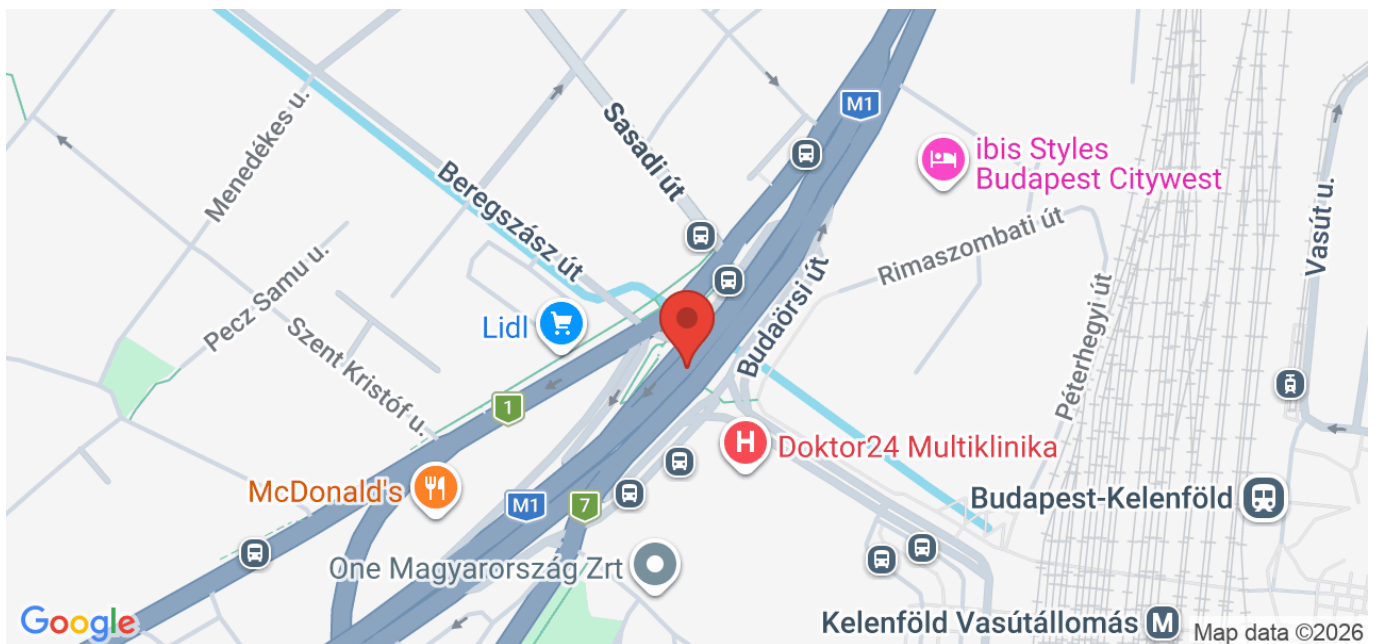 M1
Menedékes u.
Sasadi út
ibis Styles
Budapest Citywest
Beregszász út
Vasút u.
Rimaszombati út
Pecz Samu u.
Budaörsi út
Péterhegyi út
Lidl
Szent Kristóf u.
1
H
Doktor24 Multiklinika
McDonald's
M1
7
Budapest-Kelenföld
One Magyarország Zrt
Google
Kelenföld Vasútállomás M
Map data ©2026